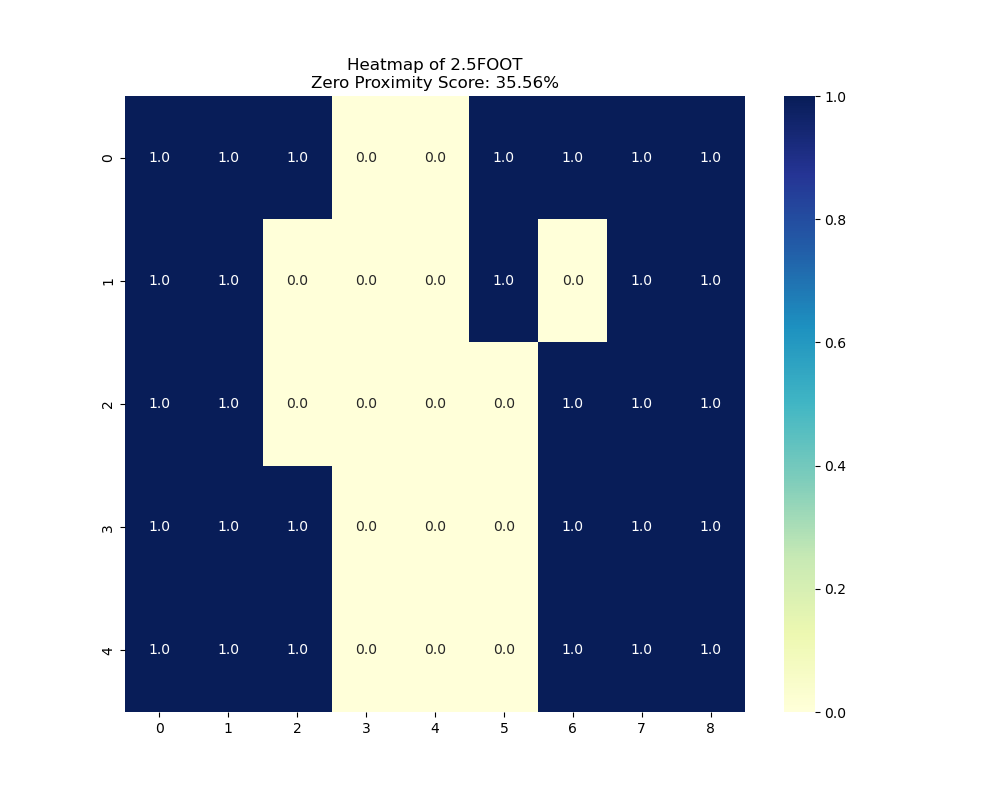 Heatmap of 2.5FOOT
Zero Proximity Score: 35.56%
0 1.0 1.0 1.0 0.0 0.0 1.0 1.0 1.0 1.0
1 1.0 1.0 0.0 0.0 0.0 1.0 0.0 1.0 1.0
2 1.0 1.0 0.0 0.0 0.0 0.0 1.0 1.0 1.0
3 1.0 1.0 1.0 0.0 0.0 0.0 1.0 1.0 1.0
4 1.0 1.0 1.0 0.0 0.0 0.0 1.0 1.0 1.0
0 1 2 3 4 5 6 7 8
1.0
0.8
0.6
0.4
0.2
0.0